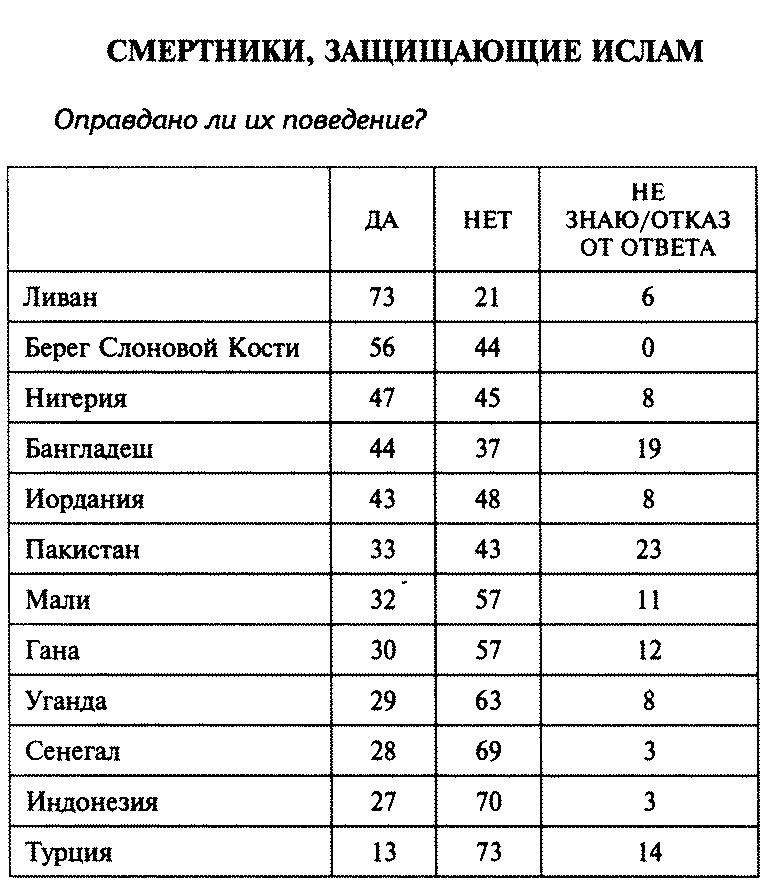 СМЕРТНИКИ, ЗАЩИЩАЮЩИЕ ИСЛАМ
Оправдано ли их поведение?
ДА НЕТ НЕ
ЗНАЮ/ОТКАЗ
ОТ ОТВЕТА
Ливан 73 21 6
Берег Слоновой Кости 56 44 0
Нигерия 47 45 8
Бангладеш 44 37 19
Иордания 43 48 8
Пакистан 33 43 23
Мали 32 57 11
Гана 30 57 12
Уганда 29 63 8
Сенегал 28 69 3
Индонезия 27 70 3
Турция 13 73 14